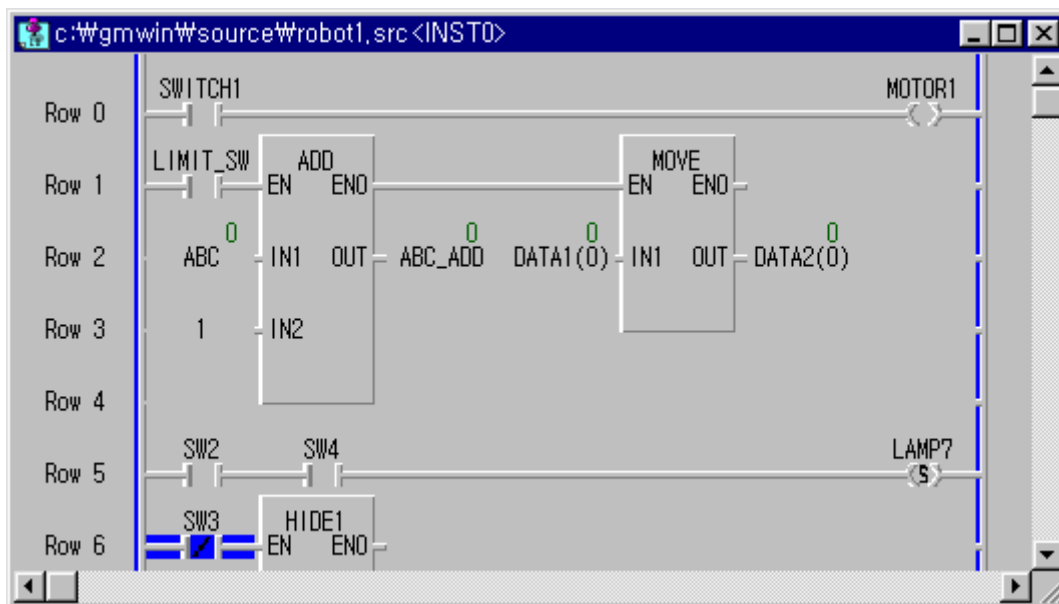 c:₩gmwin₩source₩robot1,src<INST0>
SWITCH1 MOTOR1
Row 0
LIMIT_SW ADD MOVE
Row 1 EN ENO EN ENO
0 0 0 0
Row 2 ABC IN1 OUT ABC_ADD DATA1(0) IN1 OUT DATA2(0)
Row 3 1 IN2
Row 4
SW2 SW4 LAMP7
Row 5 S
SW3 HIDE1
Row 6 EN ENO